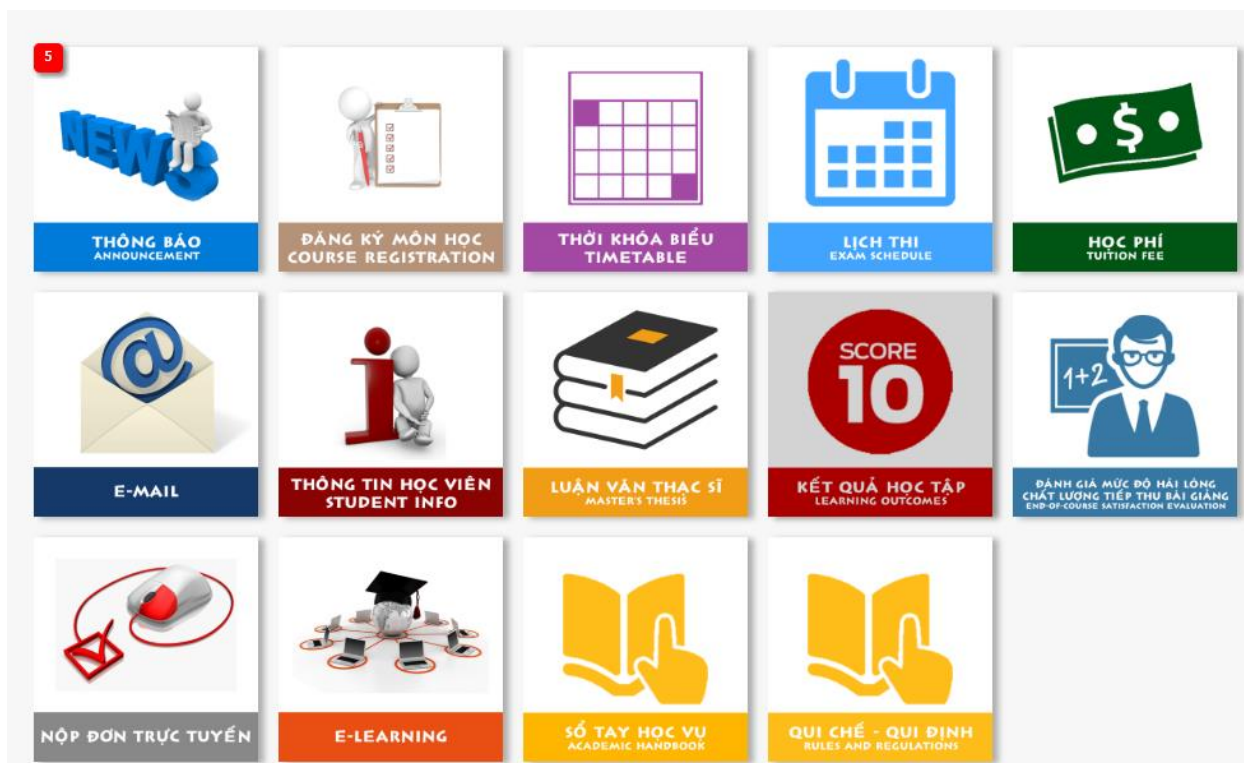 5
NEWS
THÔNG BÁO
ANNOUNCEMENT
ĐĂNG KÝ MÔN HỌC
COURSE REGISTRATION
THỜI KHÓA BIỂU
TIMETABLE
LỊCH THI
EXAM SCHEDULE
$
HỌC PHÍ
TUITION FEE
@
E-MAIL
i
THÔNG TIN HỌC VIÊN
STUDENT INFO
LUẬN VĂN THẠC SĨ
MASTER'S THESIS
SCORE
10
KẾT QUẢ HỌC TẬP
LEARNING OUTCOMES
1+2
ĐÁNH GIÁ MỨC ĐỘ HÀI LÒNG
CHẤT LƯỢNG TIẾP THU BÀI GIẢNG
END-OF-COURSE SATISFACTION EVALUATION
NỘP ĐƠN TRỰC TUYẾN
E-LEARNING
SỔ TAY HỌC VỤ
ACADEMIC HANDBOOK
QUI CHẾ - QUI ĐỊNH
RULES AND REGULATIONS